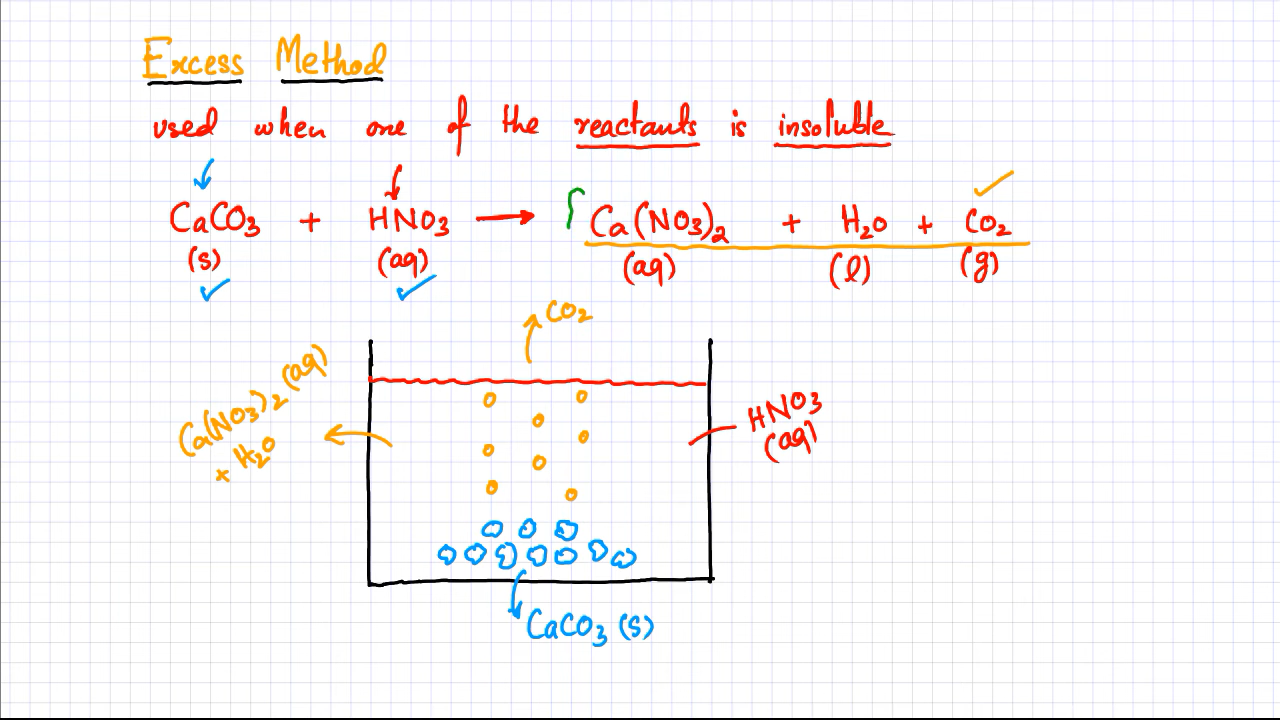 Excess Method
used when one of the reactants is insoluble
CaCO3 + HNO3 → Ca(NO3)2 + H2O + CO2
(s) (aq) (aq) (l) (g)
CO2
Ca(NO3)2 (aq)
+ H2O
HNO3
(aq)
CaCO3 (s)